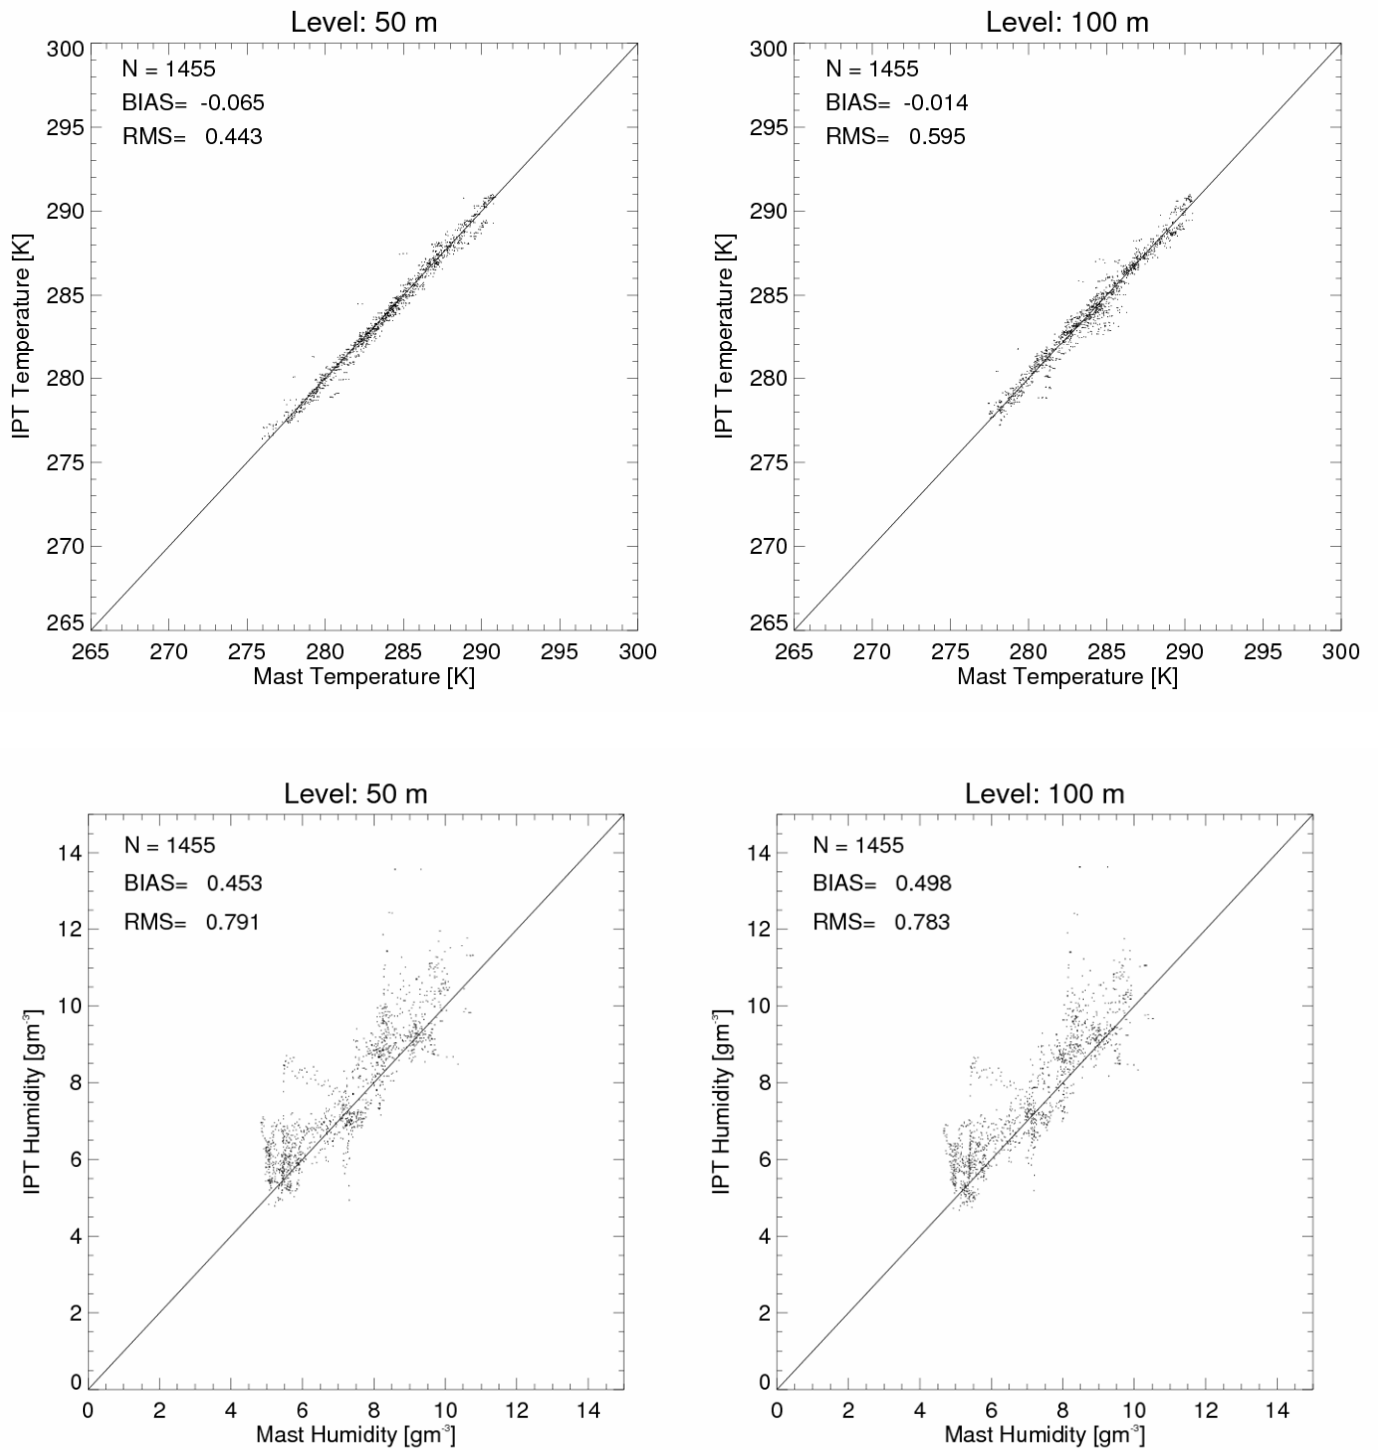 Level: 50 m
N = 1455
BIAS= -0.065
RMS= 0.443
300
295
290
285
280
275
270
265
IPT Temperature [K]
265 270 275 280 285 290 295 300
Mast Temperature [K]
Level: 100 m
N = 1455
BIAS= -0.014
RMS= 0.595
300
295
290
285
280
275
270
265
IPT Temperature [K]
265 270 275 280 285 290 295 300
Mast Temperature [K]
Level: 50 m
N = 1455
BIAS= 0.453
RMS= 0.791
14
12
10
8
6
4
2
0
IPT Humidity [gm⁻³]
0 2 4 6 8 10 12 14
Mast Humidity [gm⁻³]
Level: 100 m
N = 1455
BIAS= 0.498
RMS= 0.783
14
12
10
8
6
4
2
0
IPT Humidity [gm⁻³]
0 2 4 6 8 10 12 14
Mast Humidity [gm⁻³]